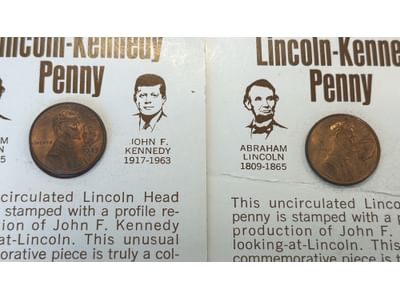 incoln-Kennedy
Penny
JOHN F.
KENNEDY
1917-1963
circulated Lincoln Head
stamped with a profile re-
ion of John F. Kennedy
at-Lincoln. This unusual
orative piece is truly a col-
Lincoln-Kenne
Penny
ABRAHAM
LINCOLN
1809-1865
This uncirculated Lincoln
penny is stamped with a p
production of John F.
looking-at-Lincoln. This
commemorative piece is